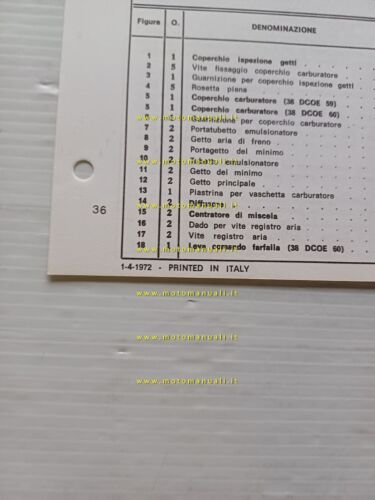 Figura Q. DENOMINAZIONE
1 1 Coperchio ispezione getti
2 5 Vite fissaggio coperchio carburatore
3 1 Guarnizione per coperchio ispezione getti
4 5 Rosetta piana
5 1 Coperchio carburatore (38 DCOE 59)
5 1 Coperchio carburatore (38 DCOE 60)
6 1 Guarnizione per coperchio carburatore
www.motomanuali.it
7 2 Portatubetto emulsionatore
8 2 Getto aria di freno
9 2 Portagetto del minimo
10 2 Tubetto emulsionatore
www.motomanuali.it
11 2 Getto del minimo
12 2 Getto principale
13 1 Piastrina per vaschetta carburatore
14 2 Diffusore
www.motomanuali.it
15 2 Centratore di miscela
16 2 Dado per vite registro aria
17 2 Vite registro aria
18 1 Leva comando farfalla (38 DCOE 60)
www.motomanuali.it
36
1-4-1972 - PRINTED IN ITALY
www.motomanuali.it
www.motomanuali.it
www.motomanuali.it